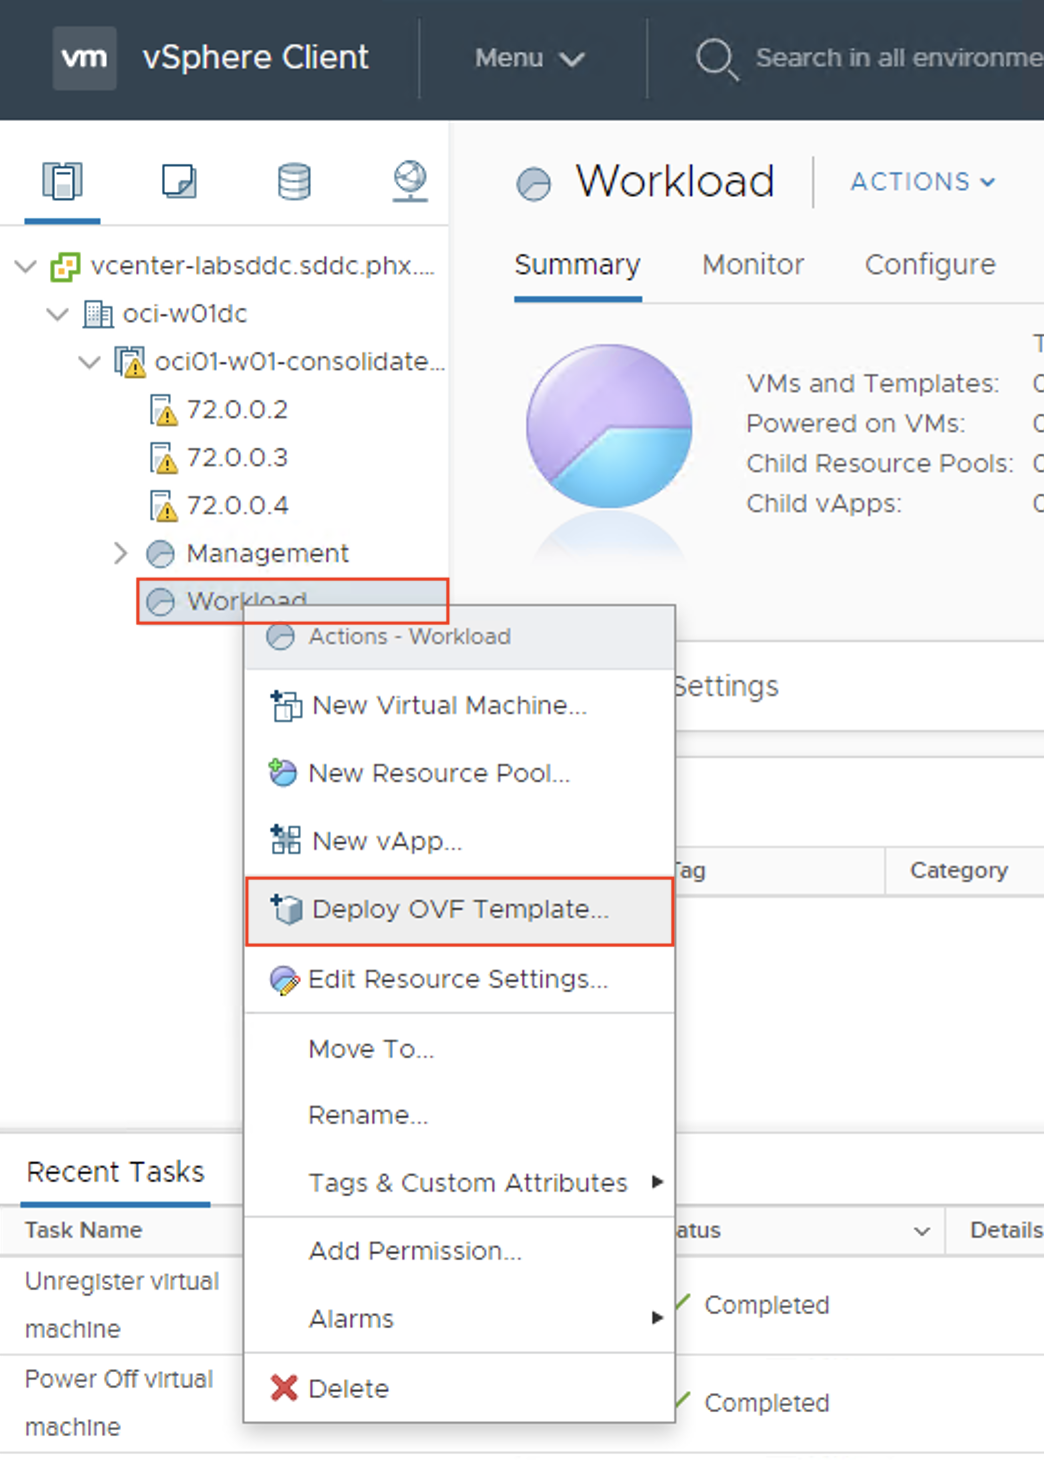 vm vSphere Client Menu Search in all environme
Workload ACTIONS
Summary Monitor Configure
vcenter-labsddc.sddc.phx....
oci-w01dc
oci01-w01-consolidate...
72.0.0.2
72.0.0.3
72.0.0.4
Management
Workload
VMs and Templates:
Powered on VMs:
Child Resource Pools:
Child vApps:
Actions - Workload
New Virtual Machine...
New Resource Pool...
New vApp...
Deploy OVF Template...
Edit Resource Settings...
Move To...
Rename...
Tags & Custom Attributes
Add Permission...
Alarms
Delete
Settings
Tag Category
Recent Tasks
Task Name atus Details
Unregister virtual
machine
Completed
Power Off virtual
machine
Completed